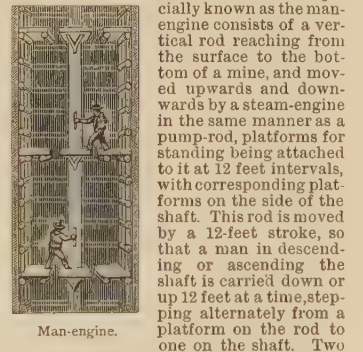 cially known as the man-
engine consists of a ver-
tical rod reaching from
the surface to the bot-
tom of a mine, and mov-
ed upwards and down-
wards by a steam-engine
in the same manner as a
pump-rod, platforms for
standing being attached
to it at 12 feet intervals,
with corresponding plat-
forms on the side of the
shaft. This rod is moved
by a 12-feet stroke, so
that a man in descend-
ing or ascending the
shaft is carried down or
up 12 feet at a time, step-
ping alternately from a
platform on the rod to
one on the shaft. Two
Man-engine.